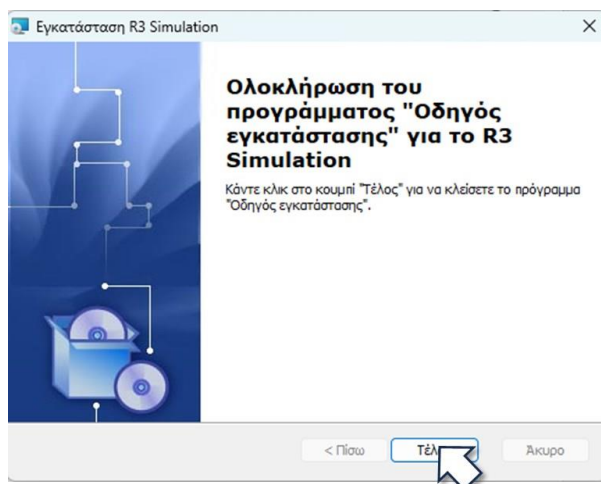 Εγκατάσταση R3 Simulation
Ολοκλήρωση του
προγράμματος "Οδηγός
εγκατάστασης" για το R3
Simulation
Κάντε κλικ στο κουμπί "Τέλος" για να κλείσετε το πρόγραμμα
"Οδηγός εγκατάστασης".
< Πίσω
Άκυρο